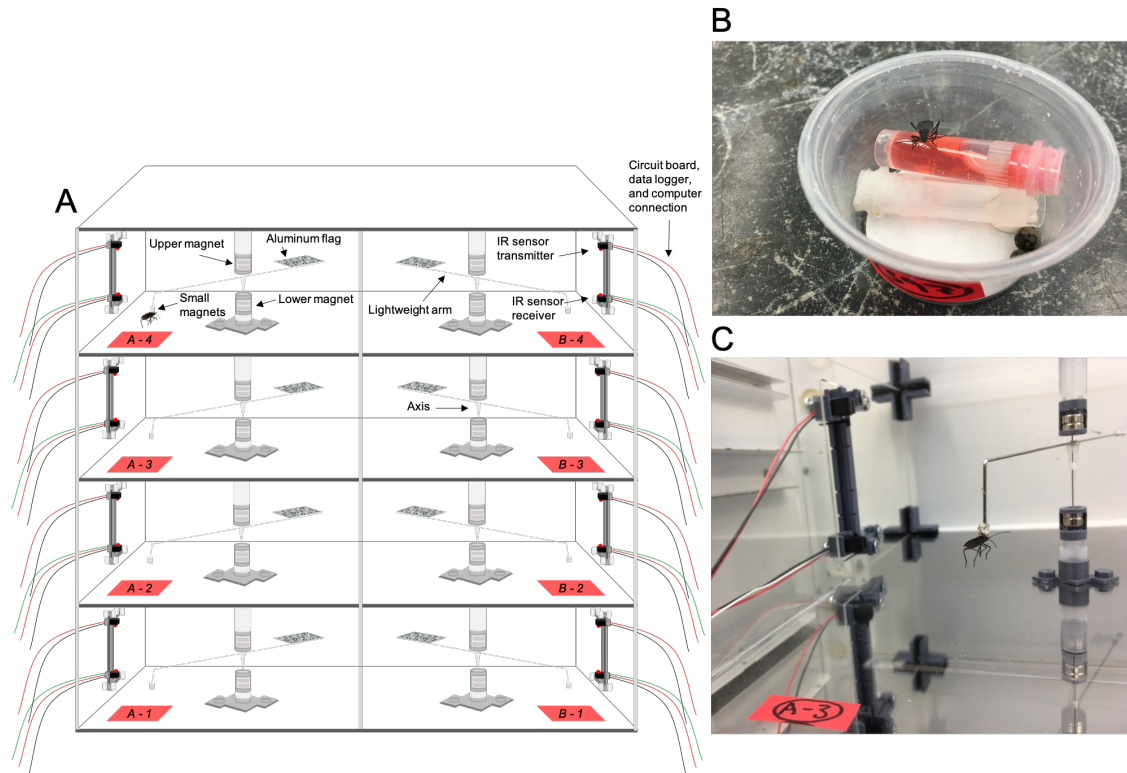 A
B
C
Circuit board,
data logger,
and computer
connection
Upper magnet
Aluminum flag
IR sensor
transmitter
Small
magnets
Lower magnet
Lightweight arm
IR sensor
receiver
A - 4
B - 4
Axis
A - 3
B - 3
A - 2
B - 2
A - 1
B - 1
A-3